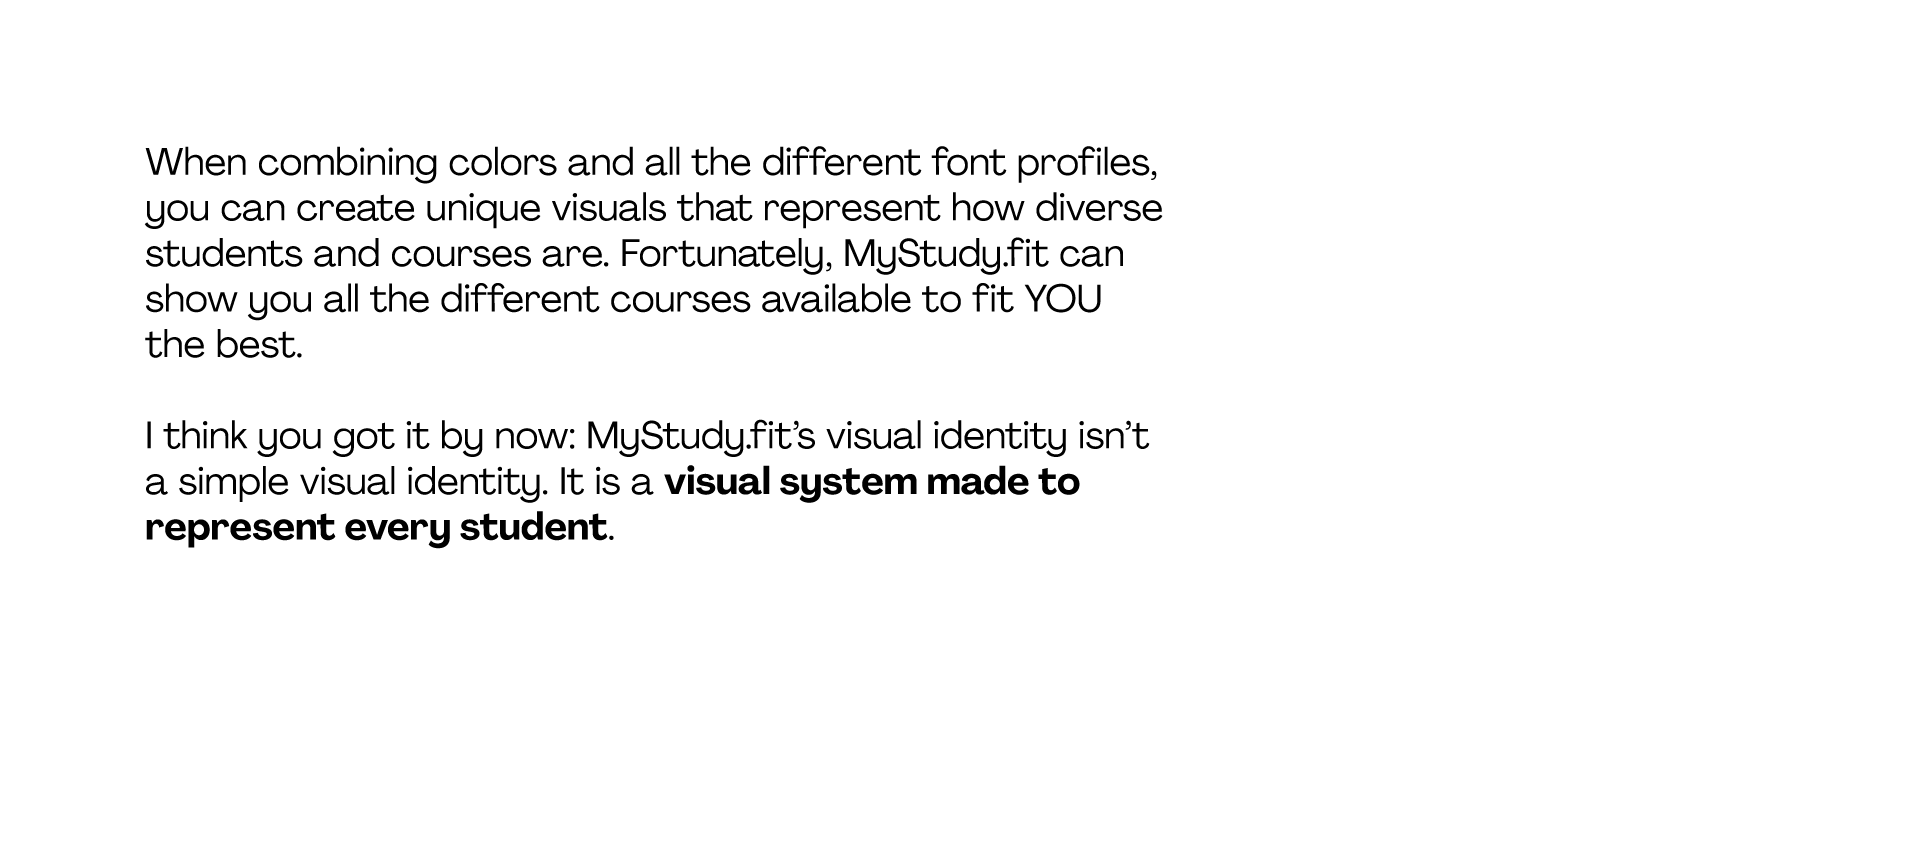 When combining colors and all the different font profiles,
you can create unique visuals that represent how diverse
students and courses are. Fortunately, MyStudy.fit can
show you all the different courses available to fit YOU
the best.
I think you got it by now: MyStudy.fit’s visual identity isn’t
a simple visual identity. It is a visual system made to
represent every student.